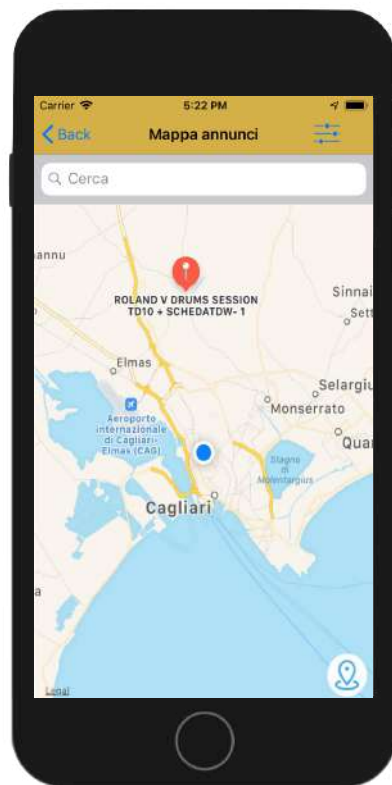 Carrier
5:22 PM
Back
Mappa annunci
Cerca
annu
ROLAND V DRUMS SESSION
TD10 + SCHEDATDW- 1
Sinnai
Sett
Elmas
Selargiu
Monserrato
Aeroporto
internazionale
di Cagliari-
Elmas (CAG)
Quar
Stagno
di
Molentargius
Cagliari
a
Legal